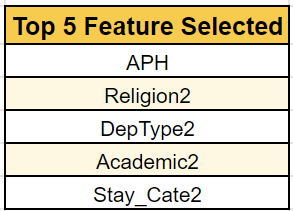 Top 5 Feature Selected
APH
Religion2
DepType2
Academic2
Stay_Cate2